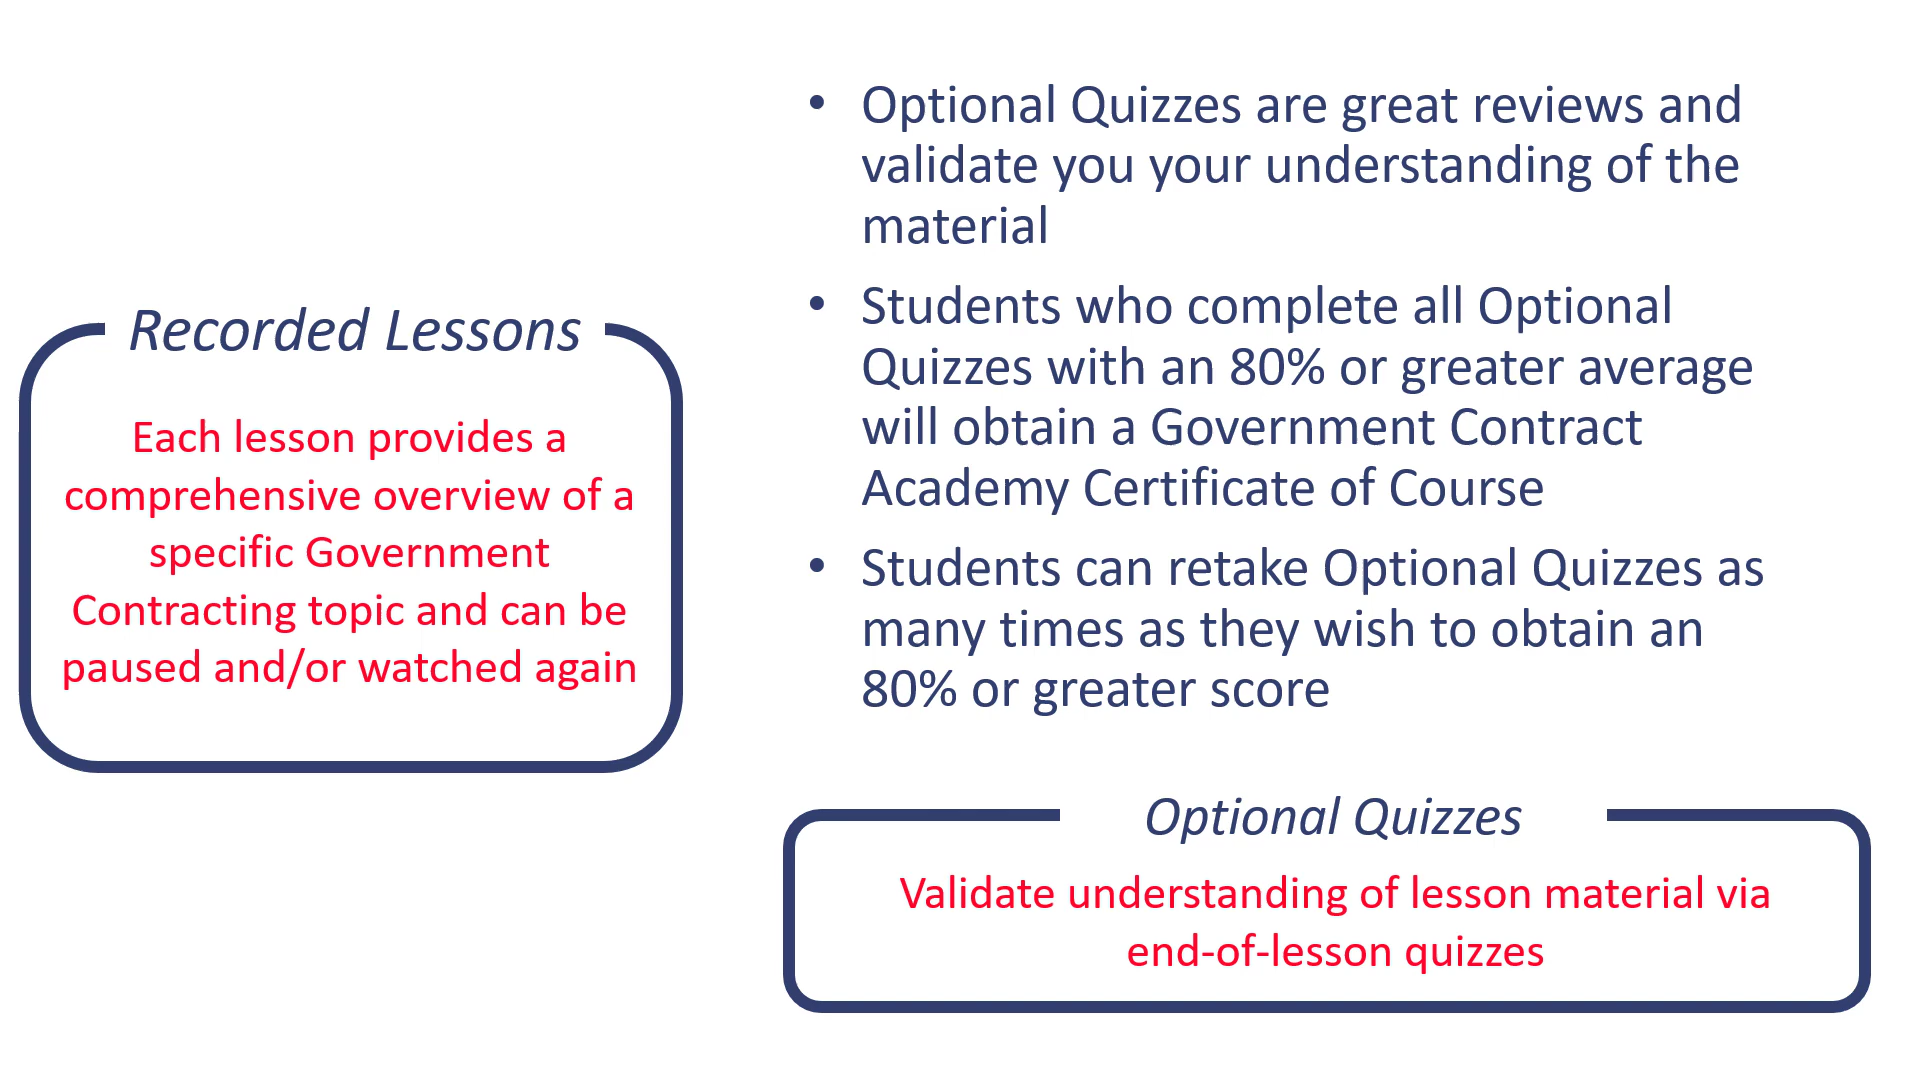 Recorded Lessons
Each lesson provides a
comprehensive overview of a
specific Government
Contracting topic and can be
paused and/or watched again
• Optional Quizzes are great reviews and
validate you your understanding of the
material
• Students who complete all Optional
Quizzes with an 80% or greater average
will obtain a Government Contract
Academy Certificate of Course
• Students can retake Optional Quizzes as
many times as they wish to obtain an
80% or greater score
Optional Quizzes
Validate understanding of lesson material via
end-of-lesson quizzes